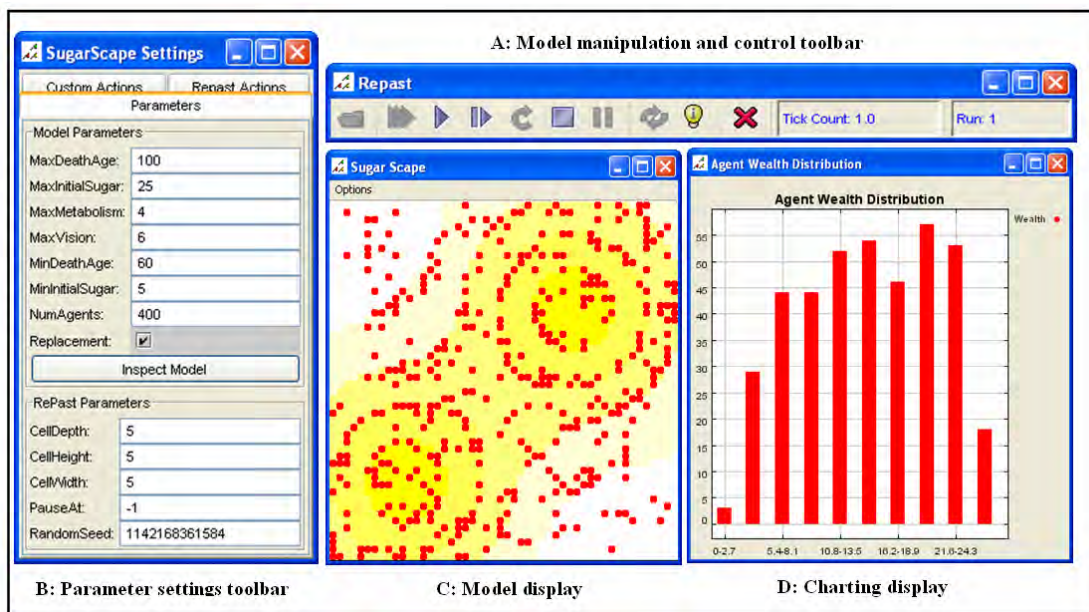 A: Model manipulation and control toolbar
SugarScape Settings
Custom Actions Repast Actions
Parameters
Model Parameters
MaxDeathAge: 100
MaxInitialSugar: 25
MaxMetabolism: 4
MaxVision: 6
MinDeathAge: 60
MinInitialSugar: 5
NumAgents: 400
Replacement:
Inspect Model
RePast Parameters
CellDepth: 5
CellHeight: 5
CellWidth: 5
PauseAt: -1
RandomSeed: 1142168361584
B: Parameter settings toolbar
Repast
Tick Count: 1.0 Run: 1
Sugar Scape
Options
C: Model display
Agent Wealth Distribution
Agent Wealth Distribution
Wealth
55
50
45
40
35
30
25
20
15
10
5
0
0-2.7 5.4-8.1 10.8-13.5 16.2-18.9 21.6-24.3
D: Charting display